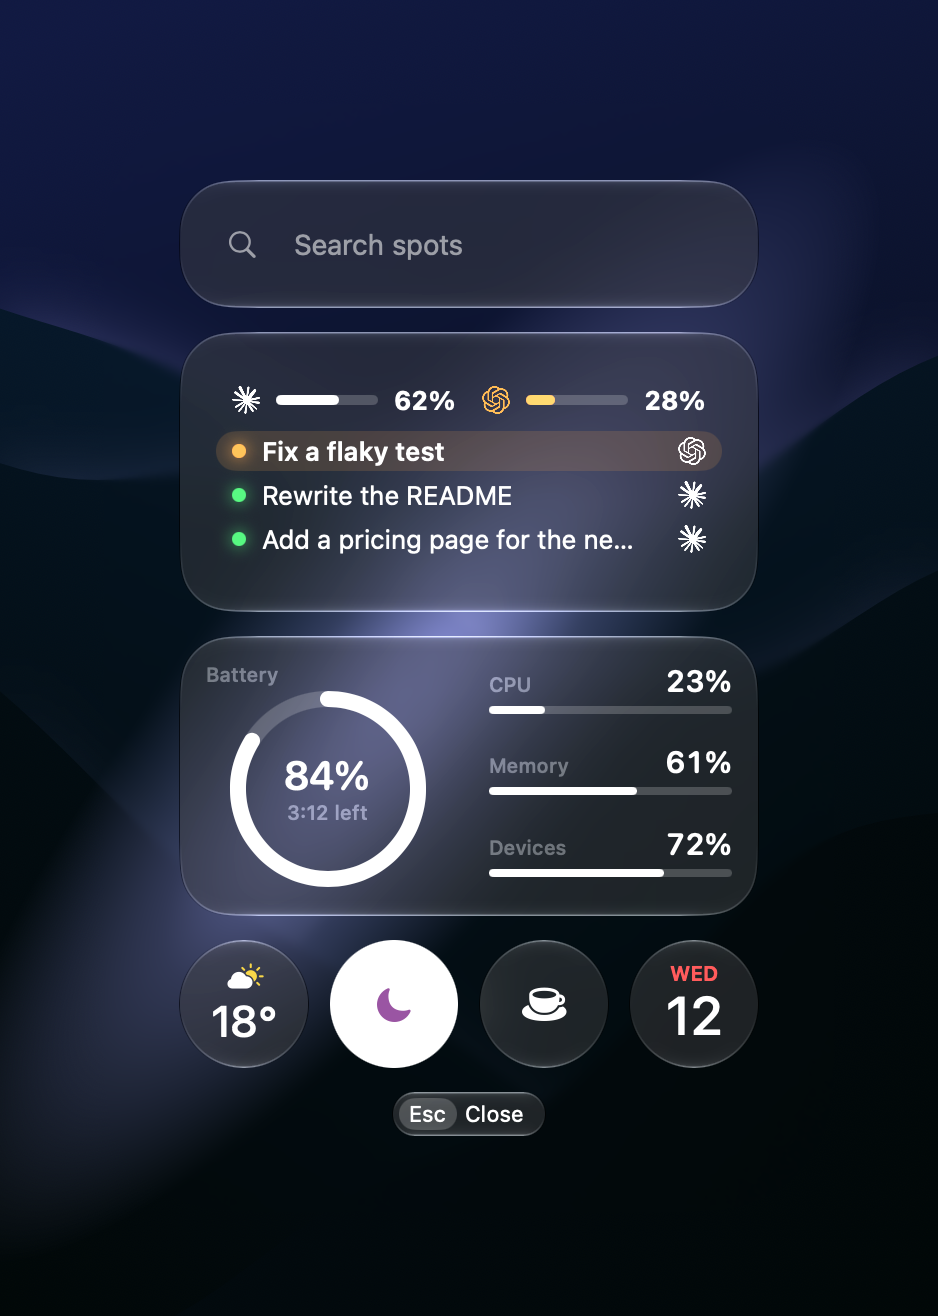 Search spots
62% 28%
Fix a flaky test
Rewrite the README
Add a pricing page for the ne...
Battery
84%
3:12 left
CPU 23%
Memory 61%
Devices 72%
18°
WED
12
Esc Close